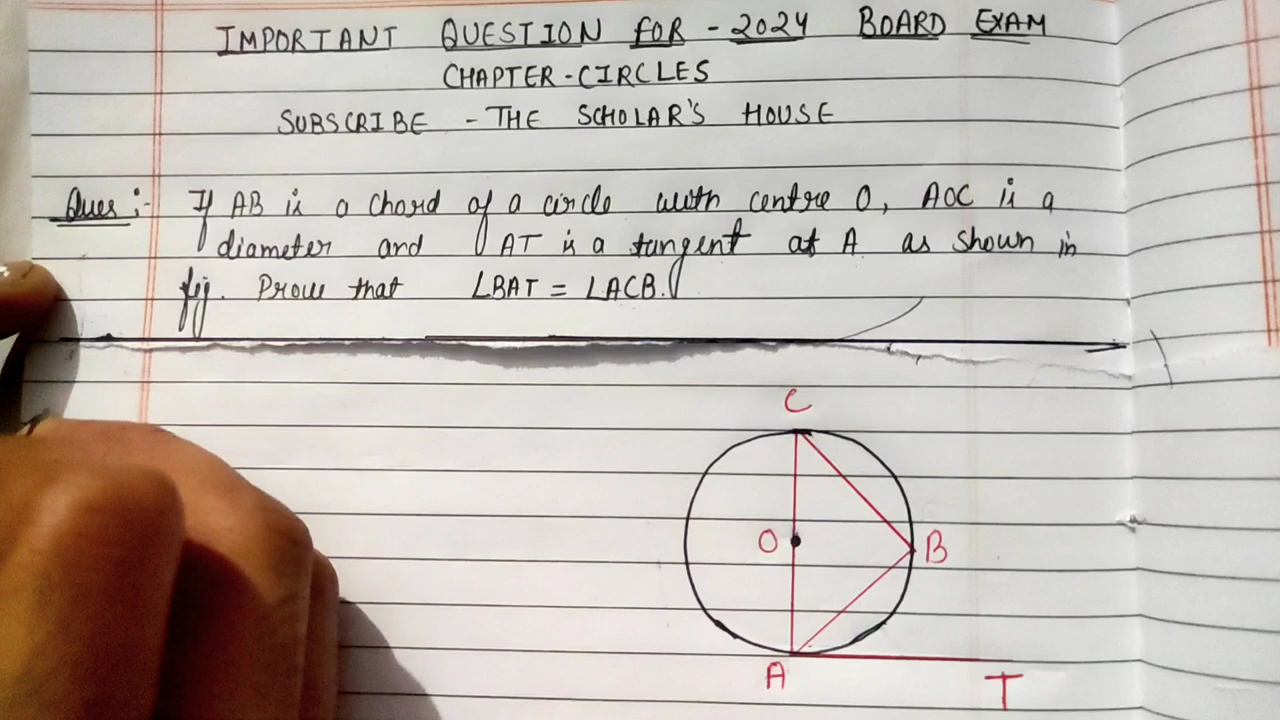 IMPORTANT QUESTION FOR - 2024 BOARD EXAM
CHAPTER-CIRCLES
SUBSCRIBE - THE SCHOLAR'S HOUSE
Ques :- If AB is a chord of a circle with centre O, AOC is a
diameter and AT is a tangent at A as shown in
fig. Prove that ∠BAT = ∠ACB.
C
O
B
A
T